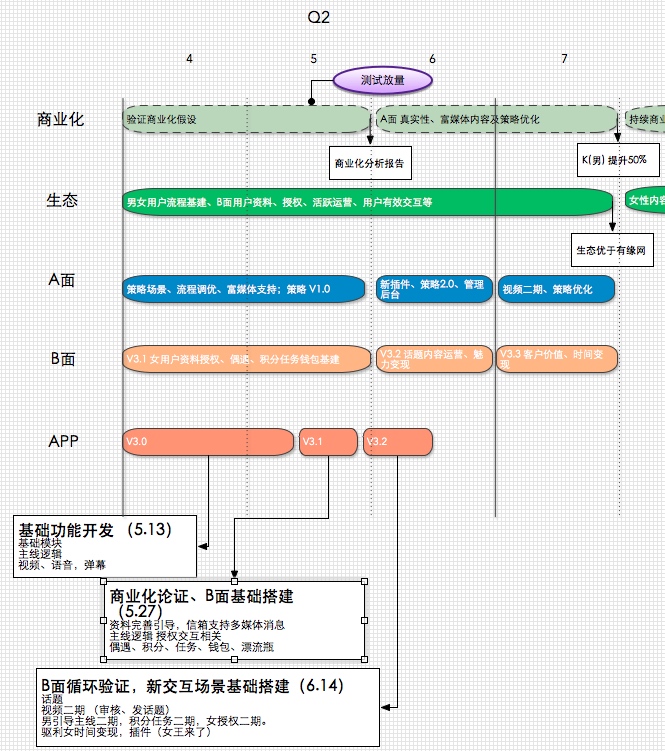 Q2
4 5 6 7
测试放量
商业化
验证商业化假设
A面 真实性、富媒体内容及策略优化
持续商业
商业化分析报告
K(男) 提升50%
生态
男女用户流程基建、B面用户资料、授权、活跃运营、用户有效交互等
女性内容
生态优于有缘网
A面
策略场景、流程调优、富媒体支持；策略 V1.0
新插件、策略2.0、管理
后台
视频二期、策略优化
B面
V3.1 女用户资料授权、偶遇、积分任务钱包基建
V3.2 话题内容运营、魅
力变现
V3.3 客户价值、时间变
现
APP
V3.0
V3.1
V3.2
基础功能开发 （5.13）
基础模块
主线逻辑
视频、语音，弹幕
商业化论证、B面基础搭建
（5.27）
资料完善引导，信箱支持多媒体消息
主线逻辑 授权交互相关
偶遇、积分、任务、钱包、漂流瓶
B面循环验证，新交互场景基础搭建（6.14）
话题
视频二期 （审核、发话题）
男引导主线二期，积分任务二期，女授权二期。
驱利女时间变现，插件（女王来了）